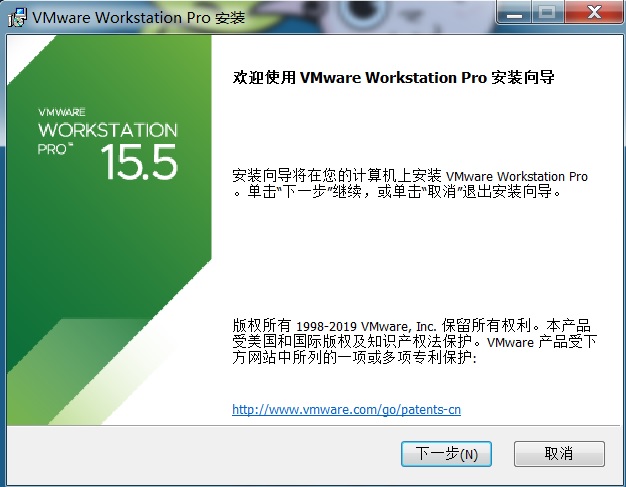 VMware Workstation Pro 安装
欢迎使用 VMware Workstation Pro 安装向导
VMWARE
WORKSTATION
PRO™
15.5
安装向导将在您的计算机上安装 VMware Workstation Pro
。单击“下一步”继续，或单击“取消”退出安装向导。
版权所有 1998-2019 VMware, Inc. 保留所有权利。本产品
受美国和国际版权及知识产权法保护。VMware 产品受下
方网站中所列的一项或多项专利保护:
http://www.vmware.com/go/patents-cn
下一步(N)
取消